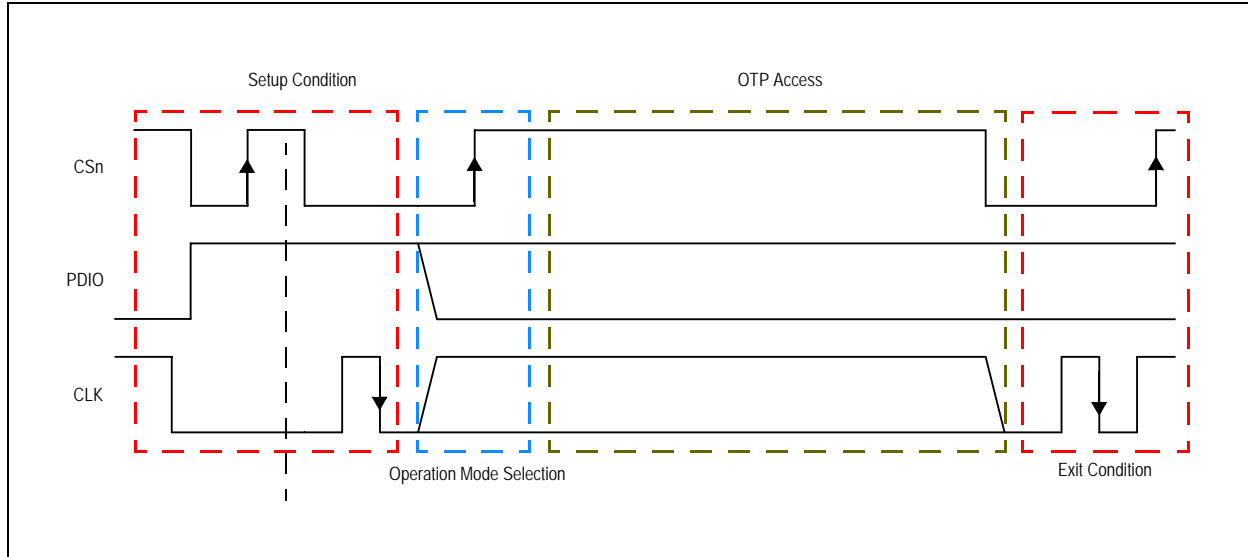 Setup Condition
OTP Access
CSn
PDIO
CLK
Operation Mode Selection
Exit Condition